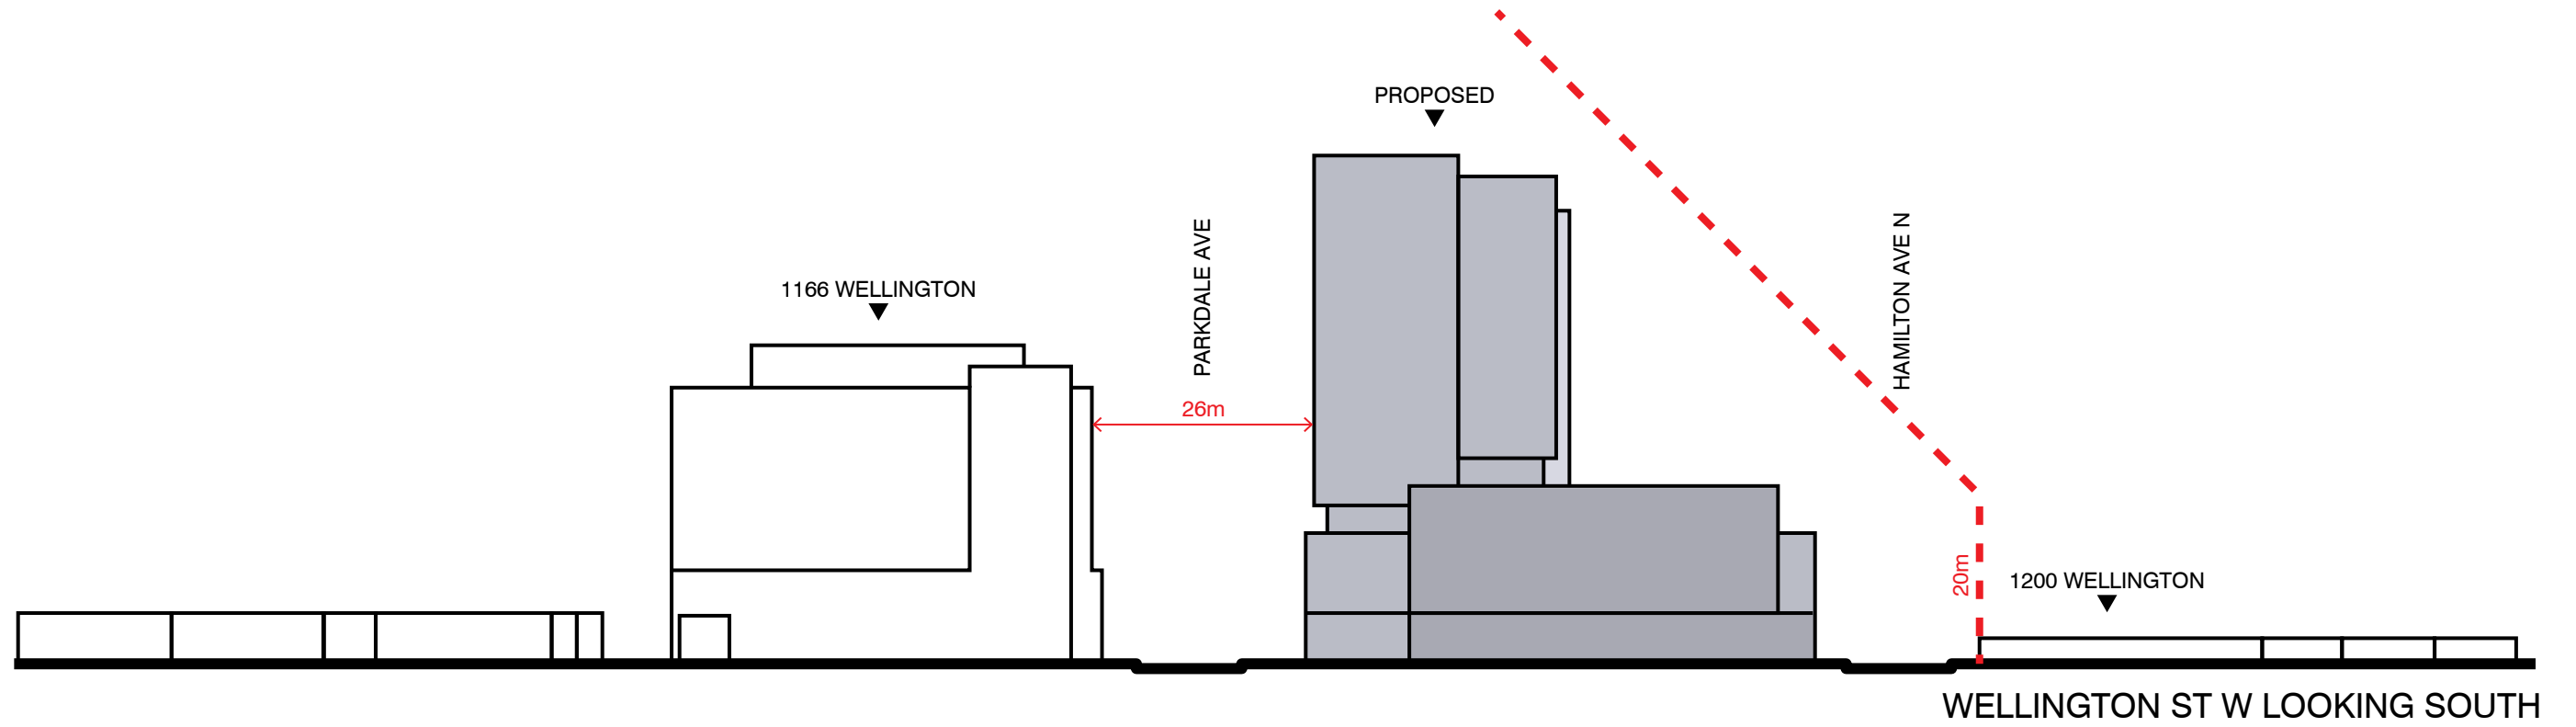 PROPOSED
PARKDALE AVE
HAMILTON AVE N
1166 WELLINGTON
26m
20m
1200 WELLINGTON
WELLINGTON ST W LOOKING SOUTH